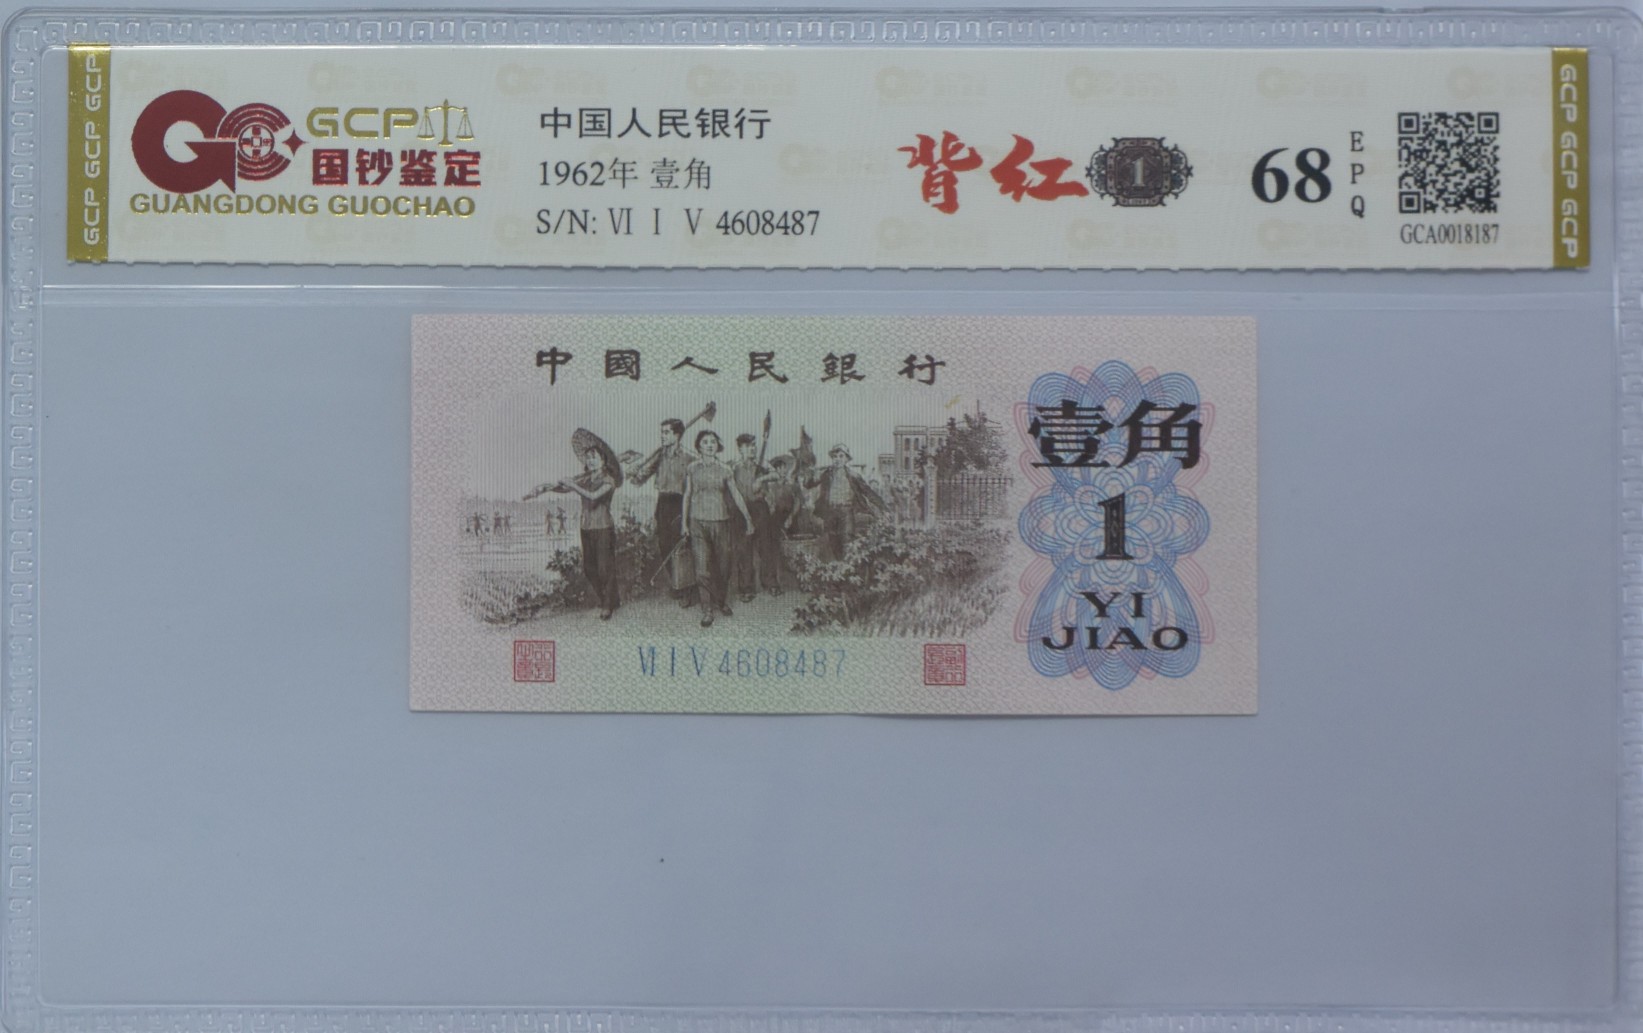 GCP GCP GCP
GCP
国钞鉴定
GUANGDONG GUOCHAO
中国人民银行
1962年 壹角
S/N: Ⅵ Ⅰ Ⅴ 4608487
背红
1
68
EPQ
GCA0018187
GCP GCP GCP
中國人民銀行
壹角
1
YI
JIAO
Ⅵ Ⅰ Ⅴ 4608487